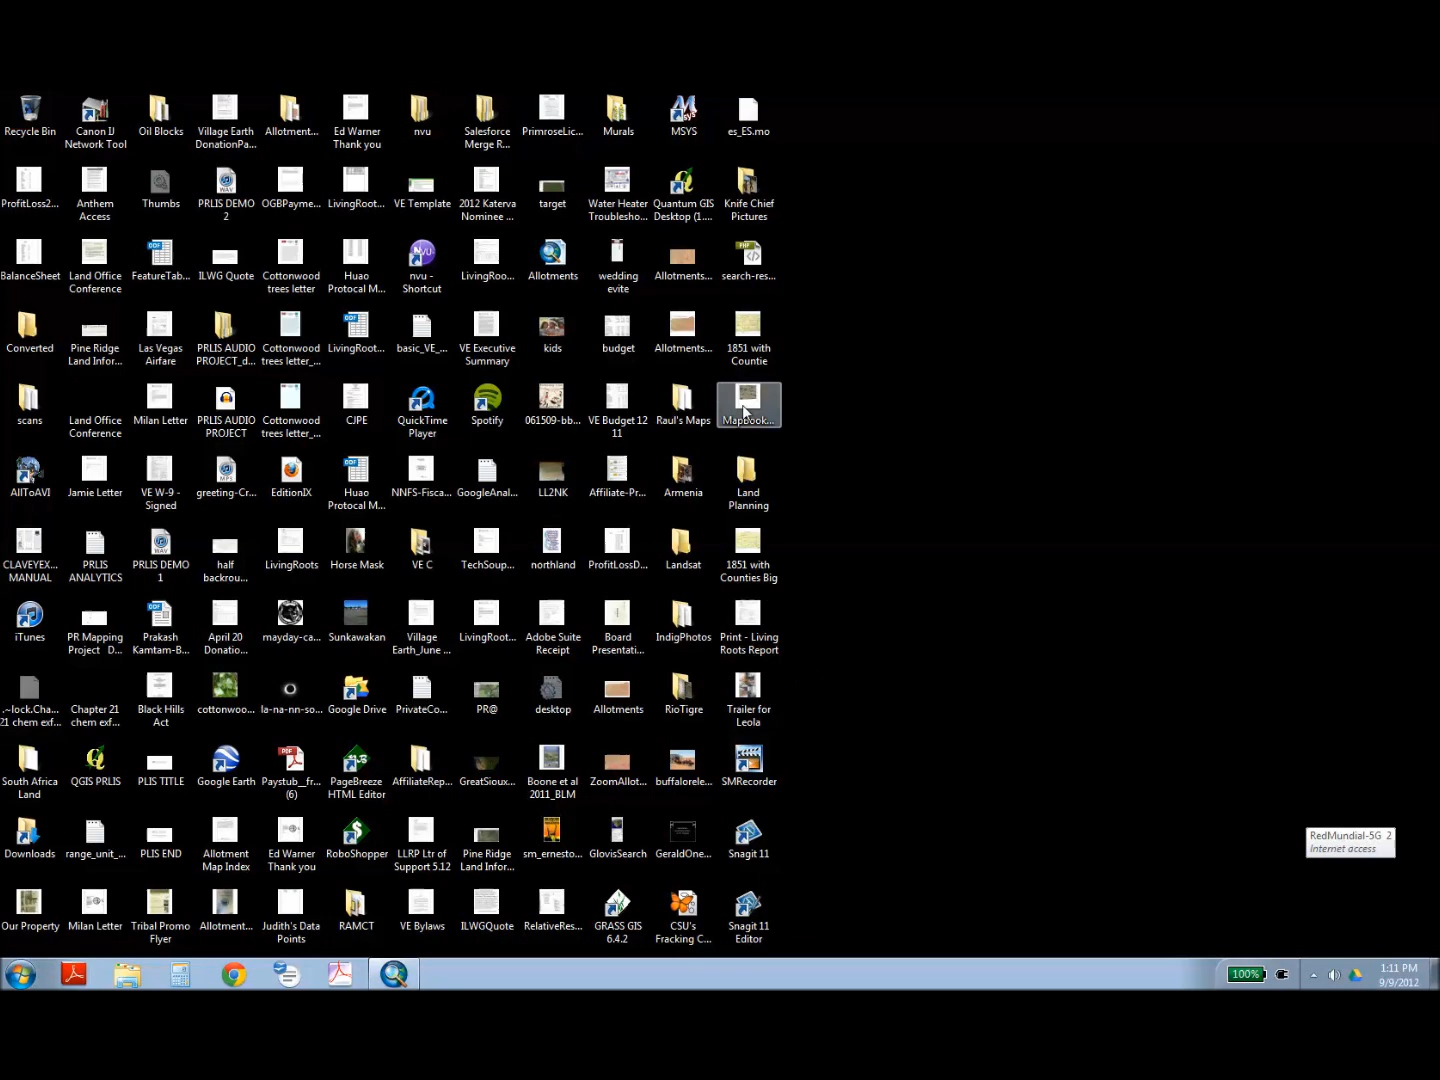 Recycle Bin
Canon IJ
Network Tool
Oil Blocks
Village Earth
DonationPa...
Allotment...
Ed Warner
Thank you
nvu
Salesforce
Merge R...
PrimroseLic...
Murals
MSYS
es_ES.mo
ProfitLoss2...
Anthem
Access
Thumbs
PRLIS DEMO
2
OGBPayme...
LivingRoot...
VE Template
2012 Katerva
Nominee ...
target
Water Heater
Troublesho...
Quantum GIS
Desktop (1....
Knife Chief
Pictures
BalanceSheet
Land Office
Conference
FeatureTab...
ILWG Quote
Cottonwood
trees letter
Huao
Protocal M...
nvu -
Shortcut
LivingRoo...
Allotments
wedding
evite
Allotments...
search-res...
Converted
Pine Ridge
Land Infor...
Las Vegas
Airfare
PRLIS AUDIO
PROJECT_d...
Cottonwood
trees letter_...
LivingRoot...
basic_VE_...
VE Executive
Summary
kids
budget
Allotments...
1851 with
Countie
scans
Land Office
Conference
Milan Letter
PRLIS AUDIO
PROJECT
Cottonwood
trees letter_...
CJPE
QuickTime
Player
Spotify
061509-bb...
VE Budget 12
11
Raul's Maps
MapBook...
AllToAVI
Jamie Letter
VE W-9 -
Signed
greeting-Cr...
EditionIX
Huao
Protocal M...
NNFS-Fisca...
GoogleAnal...
LL2NK
Affiliate-Pr...
Armenia
Land
Planning
CLAVEYEX...
MANUAL
PRLIS
ANALYTICS
PRLIS DEMO
1
half
backrou...
LivingRoots
Horse Mask
VE C
TechSoup...
northland
ProfitLossD...
Landsat
1851 with
Counties Big
iTunes
PR Mapping
Project D...
Prakash
Kamtam-B...
April 20
Donatio...
mayday-ca...
Sunkawakan
Village
Earth_June ...
LivingRoot...
Adobe Suite
Receipt
Board
Presentati...
IndigPhotos
Print - Living
Roots Report
.~lock.Cha...
21 chem exf...
Chapter 21
chem exf...
Black Hills
Act
cottonwoo...
la-na-nn-so...
Google Drive
PrivateCo...
PR@
desktop
Allotments
RioTigre
Trailer for
Leola
South Africa
Land
QGIS PRLIS
PLIS TITLE
Google Earth
Paystub__fr...
(6)
PageBreeze
HTML Editor
AffiliateRep...
GreatSioux...
Boone et al
2011_BLM
ZoomAllot...
buffalorele...
SMRecorder
Downloads
range_unit_...
PLIS END
Allotment
Map Index
Ed Warner
Thank you
RoboShopper
LLRP Ltr of
Support 5.12
Pine Ridge
Land Infor...
sm_ernesto...
GlovisSearch
GeraldOne...
Snagit 11
RedMundial-5G 2
Internet access
Our Property
Milan Letter
Tribal Promo
Flyer
Allotment...
Judith's Data
Points
RAMCT
VE Bylaws
ILWGQuote
RelativeRes...
GRASS GIS
6.4.2
CSU's
Fracking C...
Snagit 11
Editor
100%
1:11 PM
9/9/2012